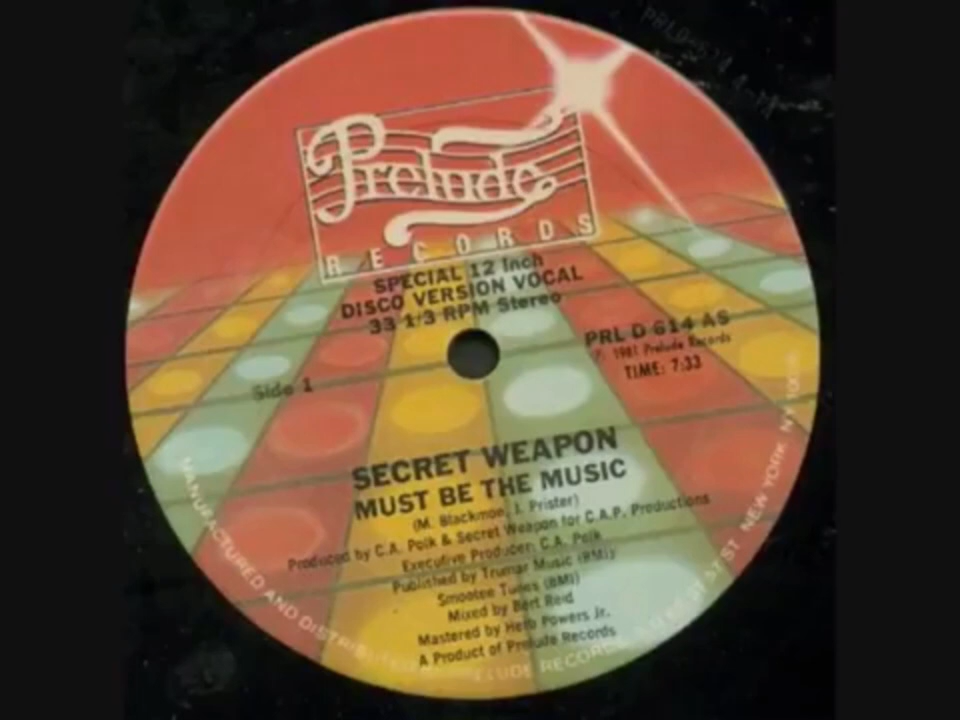 Prelude
RECORDS
SPECIAL 12 Inch
DISCO VERSION VOCAL
33 1/3 RPM Stereo
PRL D 614 AS
℗ 1981 Prelude Records
TIME: 7:33
Side 1
SECRET WEAPON
MUST BE THE MUSIC
(M. Blackmon, J. Prister)
Produced by C.A. Polk & Secret Weapon for C.A.P. Productions
Executive Producer: C.A. Polk
Published by Trumar Music (BMI)
Smootee Tunes (BMI)
Mixed by Bert Reid
Mastered by Herb Powers Jr.
A Product of Prelude Records
MANUFACTURED AND DISTRIBUTED RECORDS ST NEW YORK NY